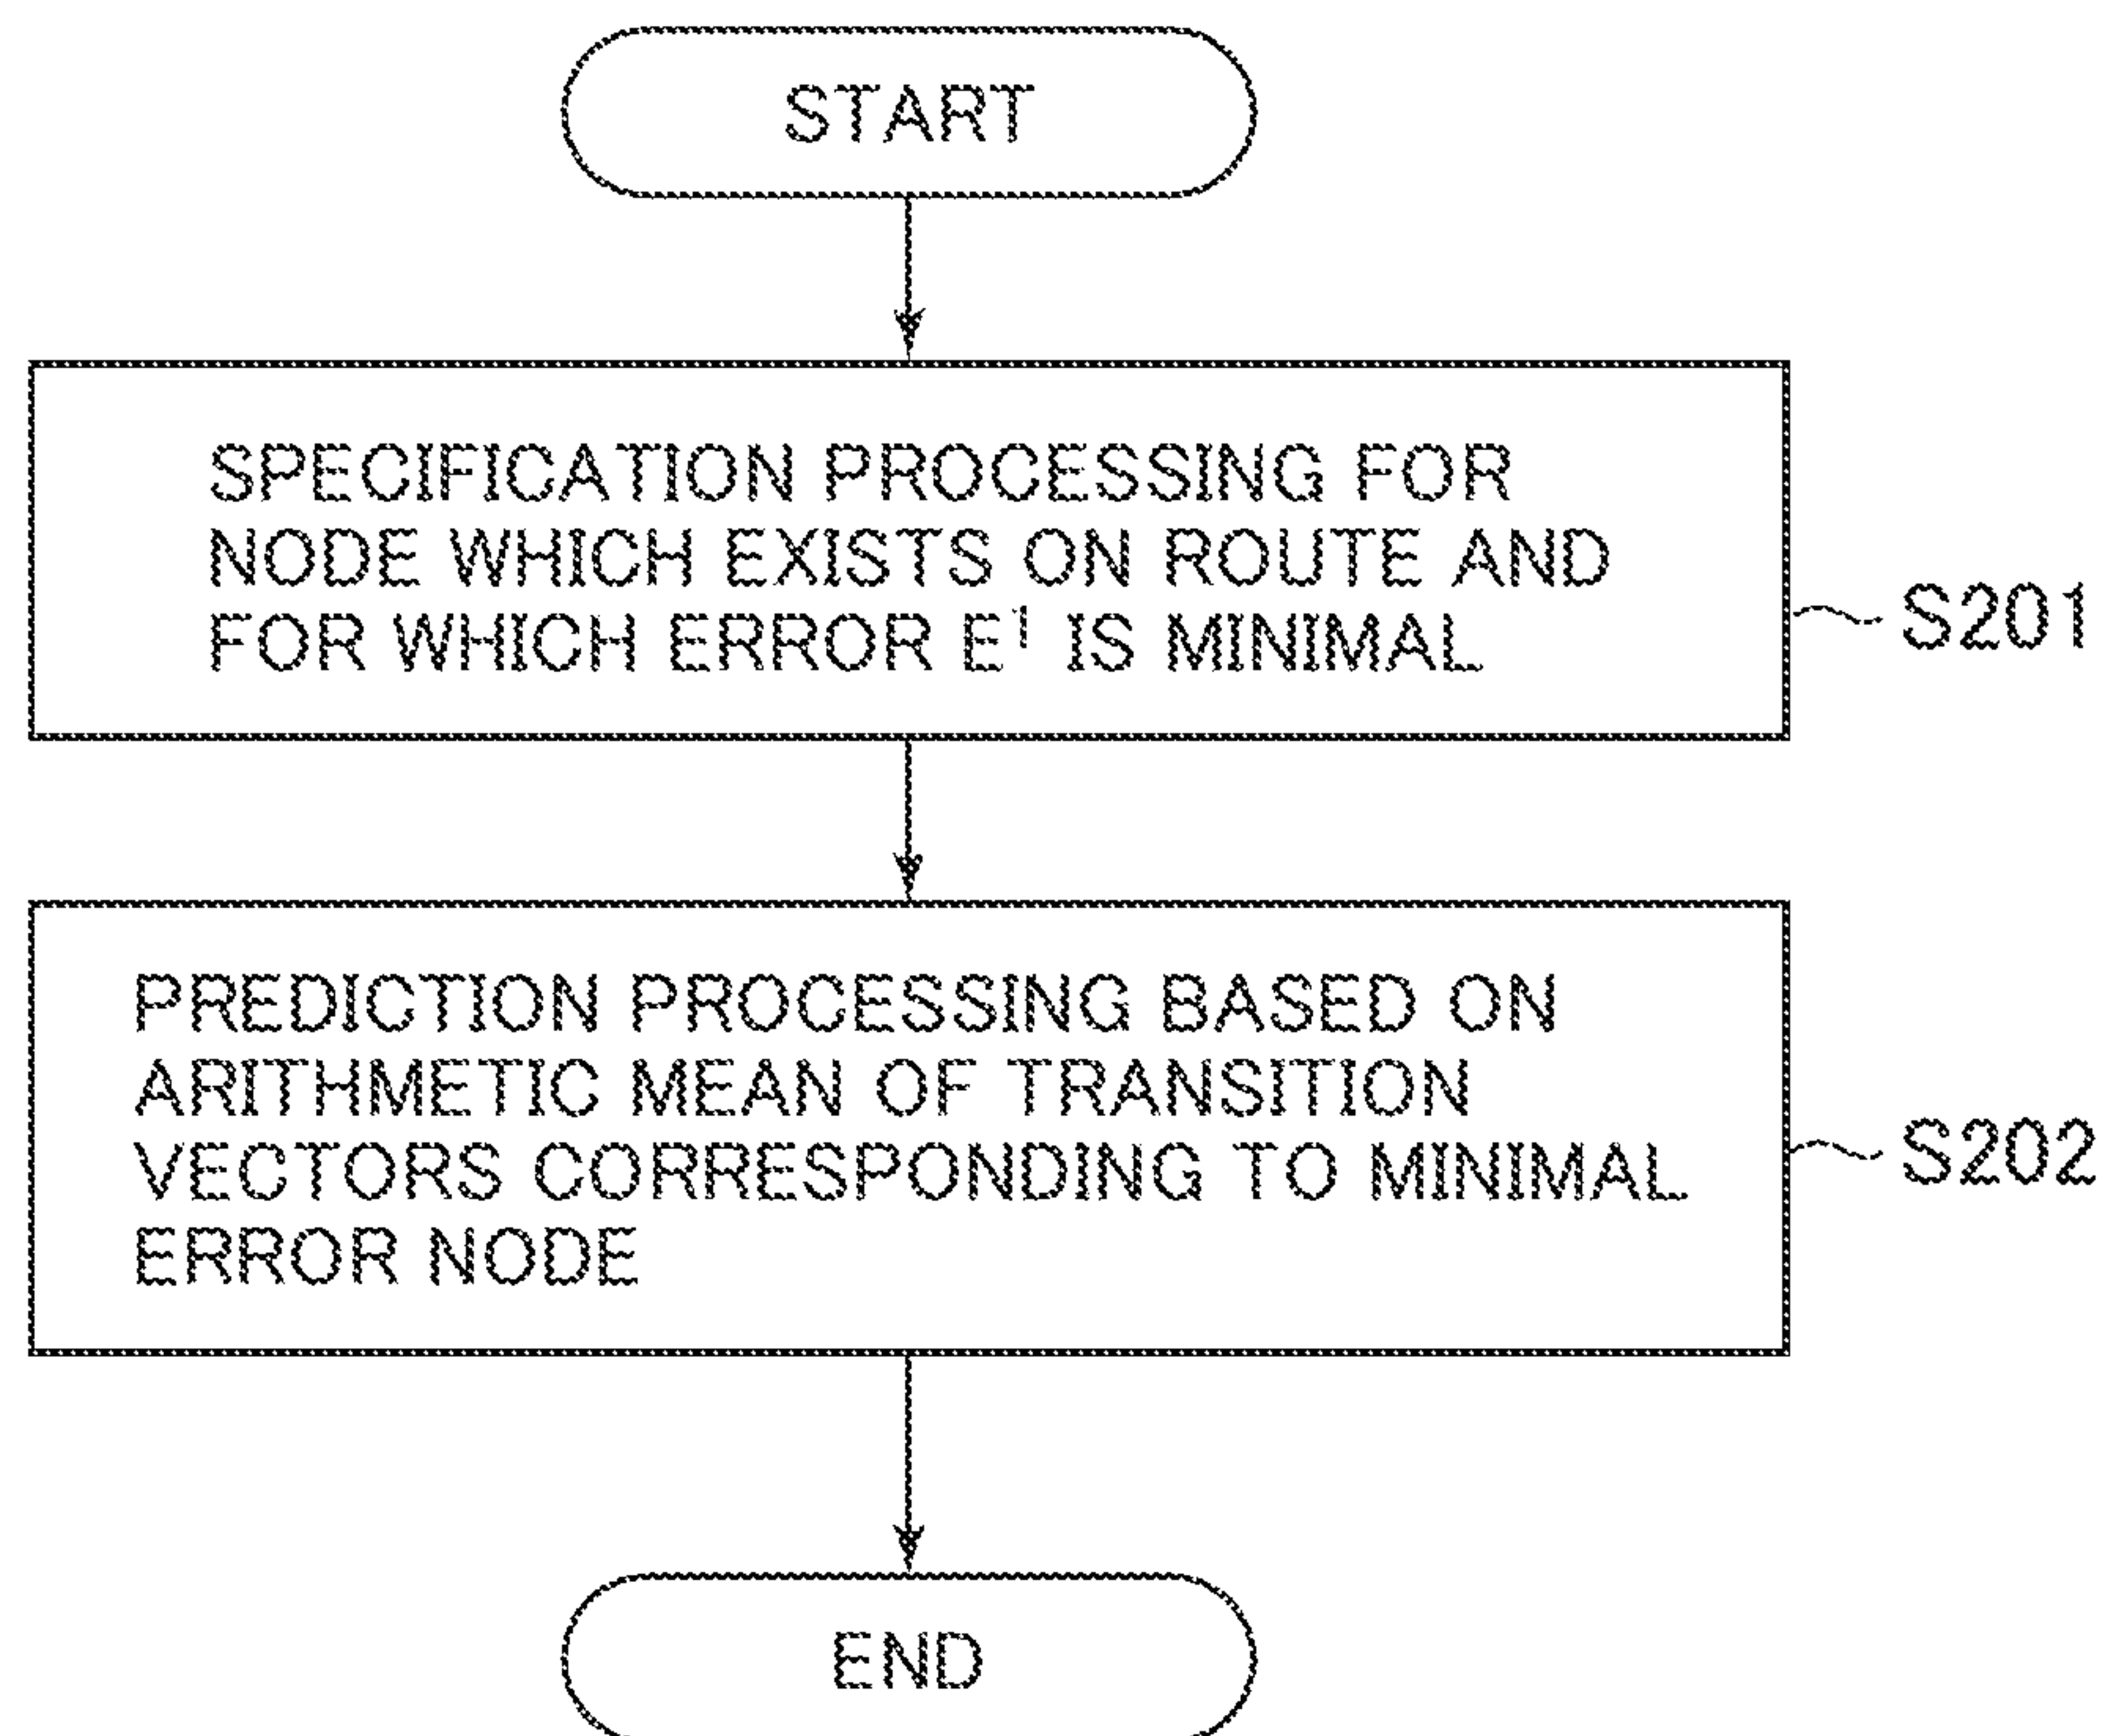 START
SPECIFICATION PROCESSING FOR
NODE WHICH EXISTS ON ROUTE AND
FOR WHICH ERROR E¹ IS MINIMAL
S201
PREDICTION PROCESSING BASED ON
ARITHMETIC MEAN OF TRANSITION
VECTORS CORRESPONDING TO MINIMAL
ERROR NODE
S202
END